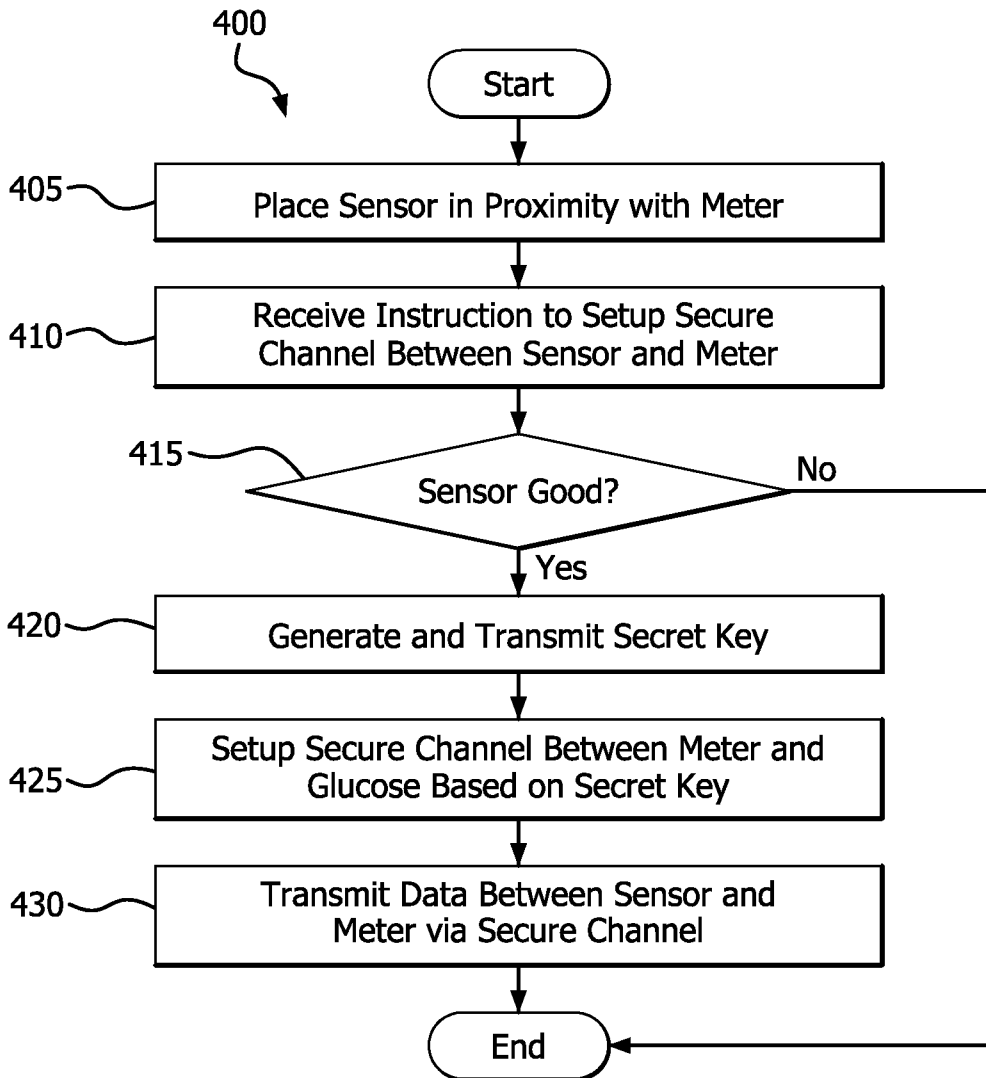 400
Start
405
Place Sensor in Proximity with Meter
410
Receive Instruction to Setup Secure
Channel Between Sensor and Meter
415
Sensor Good?
No
Yes
420
Generate and Transmit Secret Key
425
Setup Secure Channel Between Meter and
Glucose Based on Secret Key
430
Transmit Data Between Sensor and
Meter via Secure Channel
End